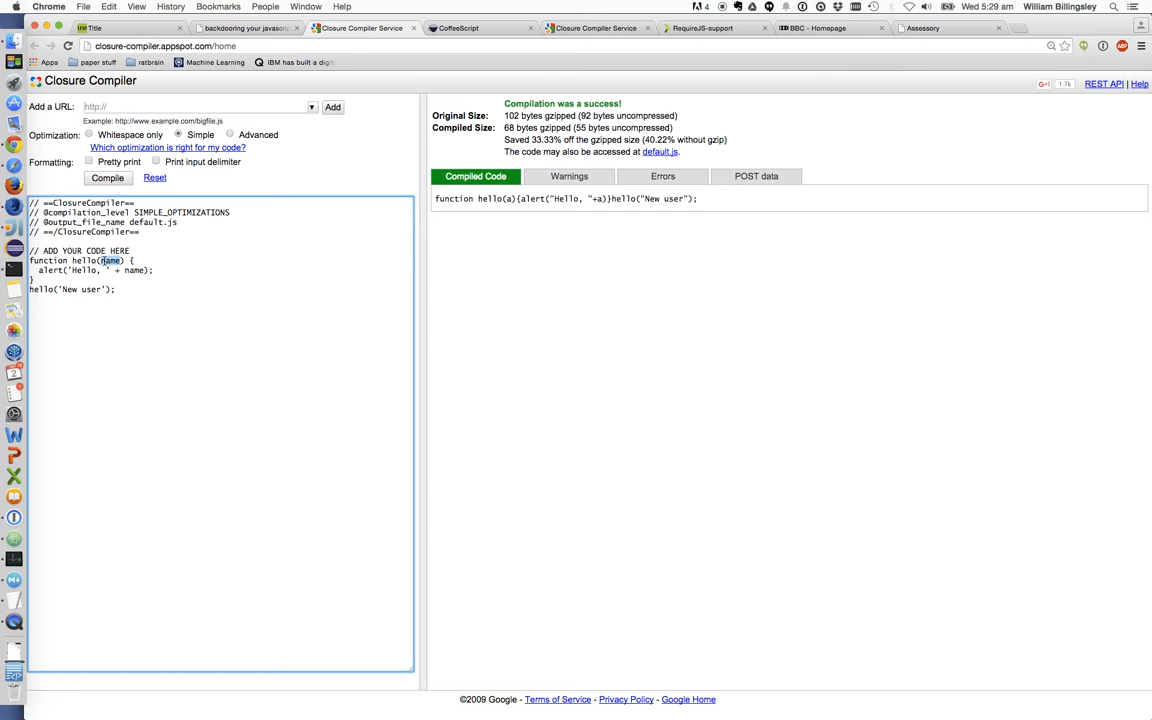 Chrome File Edit View History Bookmarks People Window Help 4 Wed 5:29 am William Billingsley
Title backdooring your javascrip Closure Compiler Service CoffeeScript Closure Compiler Service RequireJS-support BBC - Homepage Assessory
closure-compiler.appspot.com/home
Apps paper stuff ratbrain Machine Learning IBM has built a digi
Closure Compiler
G+1 1.7k REST API | Help
Add a URL: http:// Add
Example: http://www.example.com/bigfile.js
Optimization: Whitespace only Simple Advanced
Which optimization is right for my code?
Formatting: Pretty print Print input delimiter
Compile Reset
// ==ClosureCompiler==
// @compilation_level SIMPLE_OPTIMIZATIONS
// @output_file_name default.js
// ==/ClosureCompiler==
// ADD YOUR CODE HERE
function hello(name) {
alert('Hello, ' + name);
}
hello('New user');
Compilation was a success!
Original Size: 102 bytes gzipped (92 bytes uncompressed)
Compiled Size: 68 bytes gzipped (55 bytes uncompressed)
Saved 33.33% off the gzipped size (40.22% without gzip)
The code may also be accessed at default.js.
Compiled Code Warnings Errors POST data
function hello(a){alert("Hello, "+a)}hello("New user");
©2009 Google - Terms of Service - Privacy Policy - Google Home